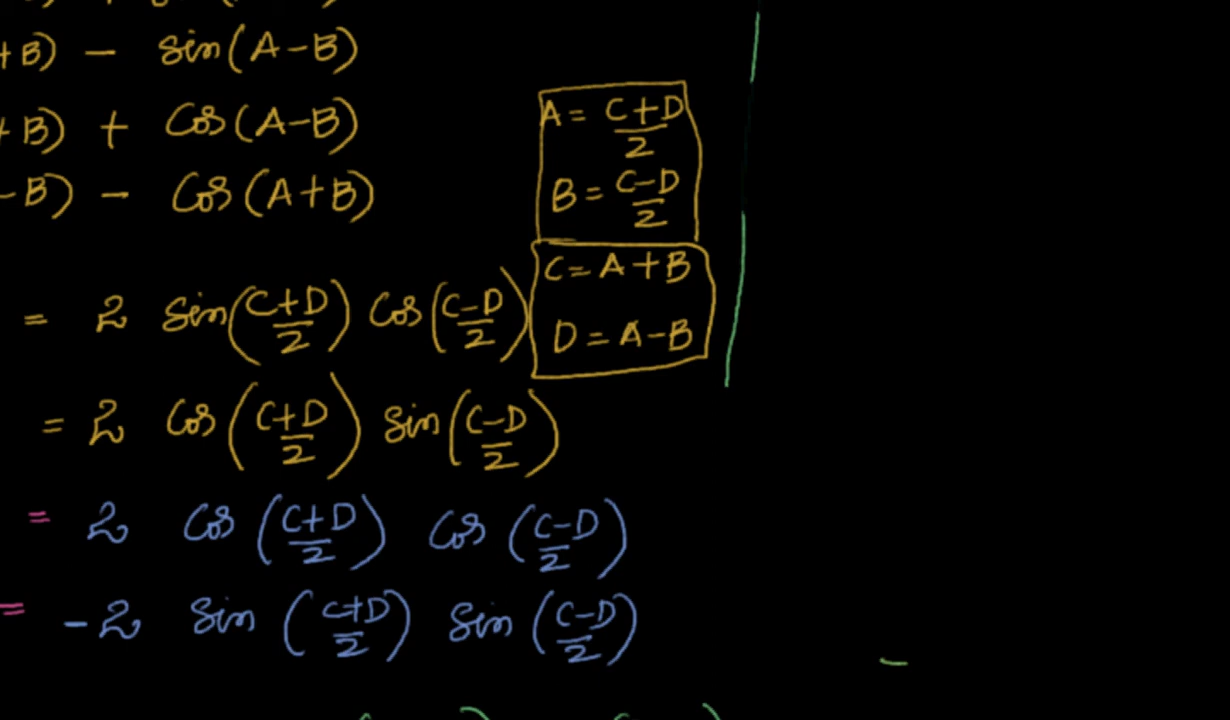 +B) − sin(A−B)
+B) + Cos(A−B)
−B) − Cos(A+B)
A = C+D/2
B = C−D/2
C = A+B
D = A−B
= 2 sin(C+D/2) Cos(C−D/2)
= 2 Cos(C+D/2) sin(C−D/2)
= 2 Cos(C+D/2) Cos(C−D/2)
= −2 sin(C+D/2) sin(C−D/2)